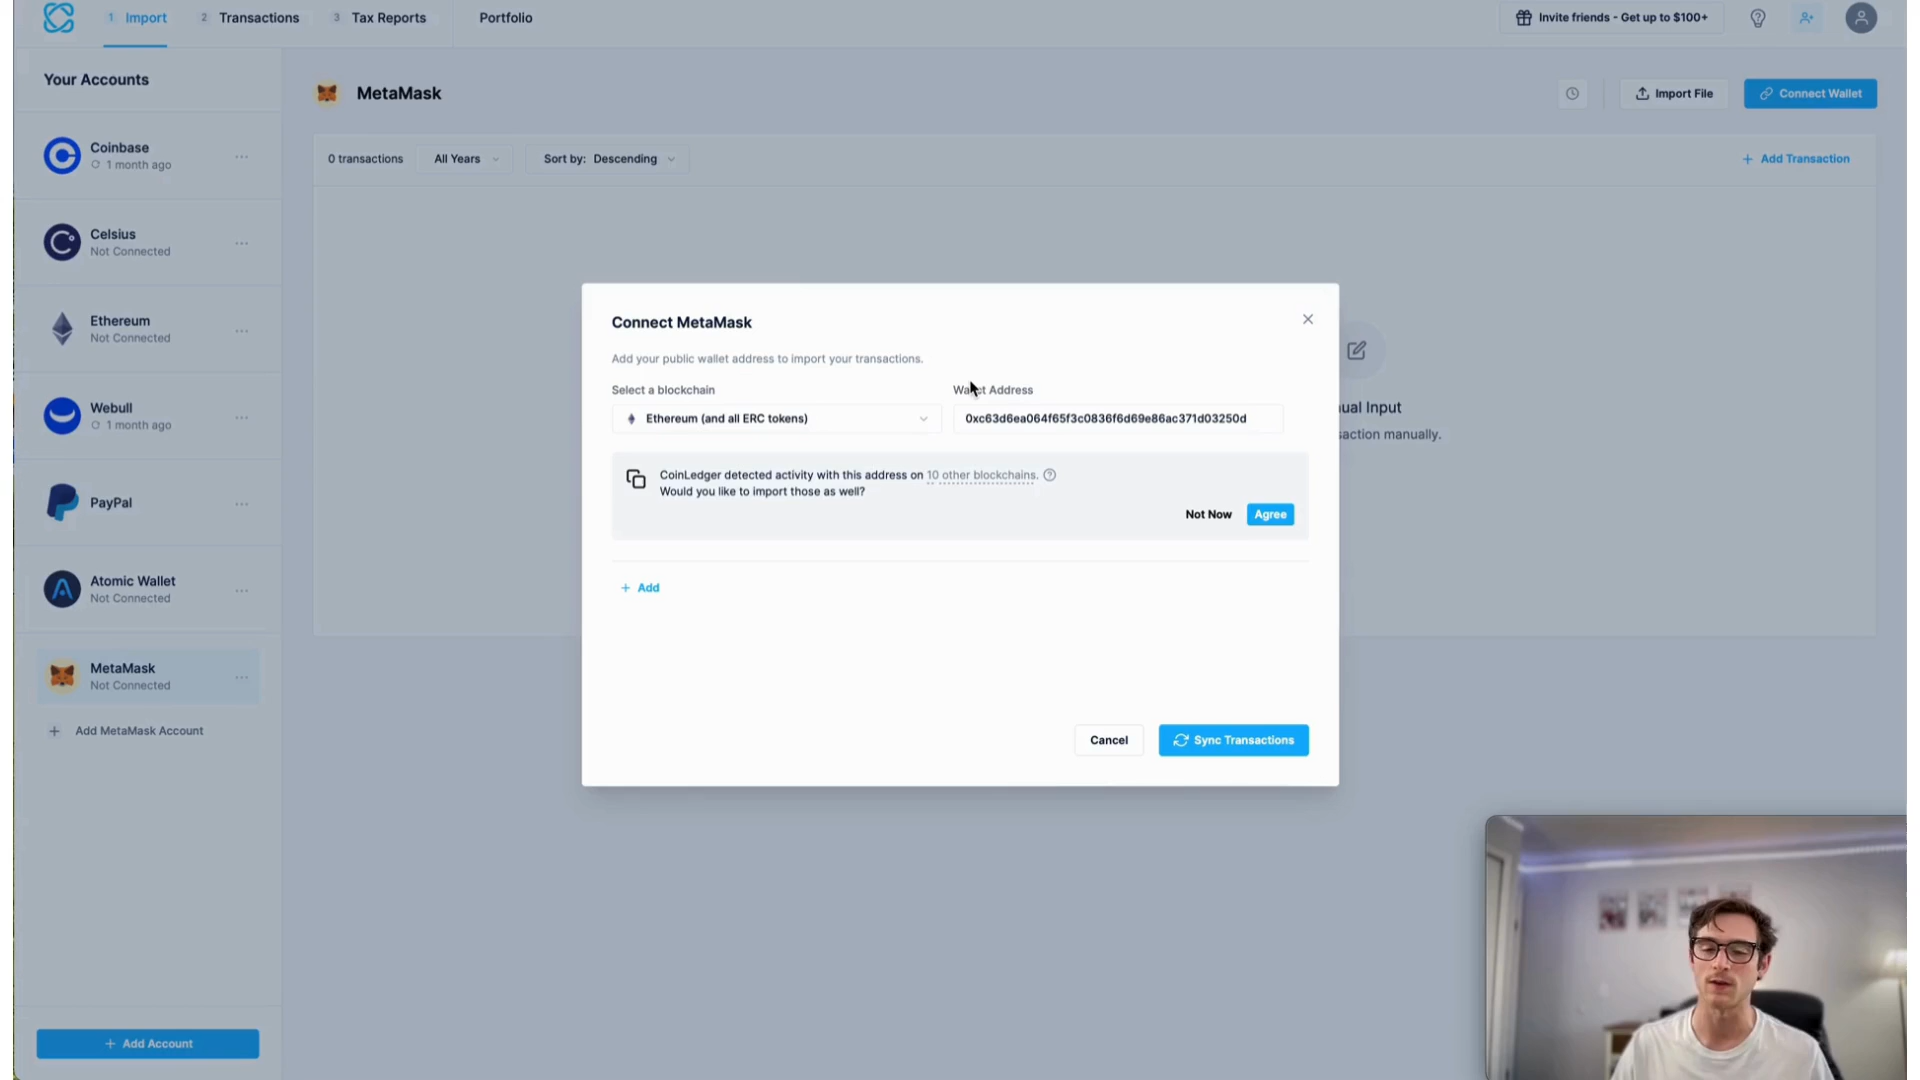 1 Import
2 Transactions
3 Tax Reports
Portfolio
Invite friends - Get up to $100+
Your Accounts
Coinbase
1 month ago
Celsius
Not Connected
Ethereum
Not Connected
Webull
1 month ago
PayPal
Atomic Wallet
Not Connected
MetaMask
Not Connected
Add MetaMask Account
+ Add Account
MetaMask
Import File
Connect Wallet
0 transactions
All Years
Sort by: Descending
+ Add Transaction
ual Input
saction manually.
Connect MetaMask
Add your public wallet address to import your transactions.
Select a blockchain
Ethereum (and all ERC tokens)
Address
0xc63d6ea064f65f3c0836f6d69e86ac371d03250d
CoinLedger detected activity with this address on 10 other blockchains.
Would you like to import those as well?
Not Now
Agree
+ Add
Cancel
Sync Transactions